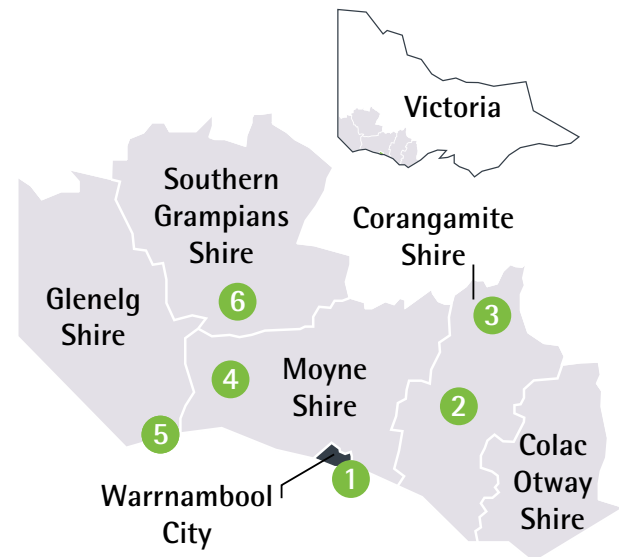 Victoria
Southern
Grampians
Shire
Corangamite
Shire
Glenelg
Shire
6
3
4
Moyne
Shire
2
5
Colac
Otway
Shire
1
Warrnambool
City